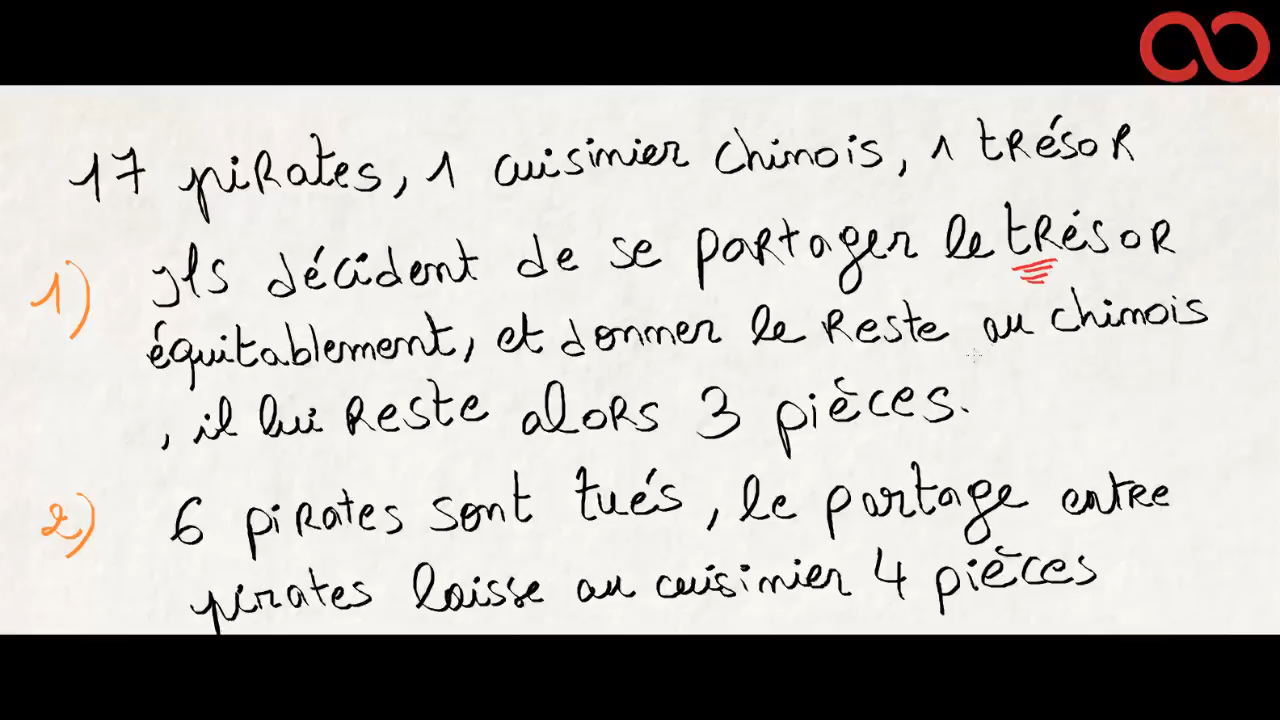 17 pirates, 1 cuisinier chinois, 1 trésor
1) Ils décident de se partager le trésor
équitablement, et donner le reste au chinois
, il lui reste alors 3 pièces.
2) 6 pirates sont tués, le partage entre
pirates laisse au cuisinier 4 pièces